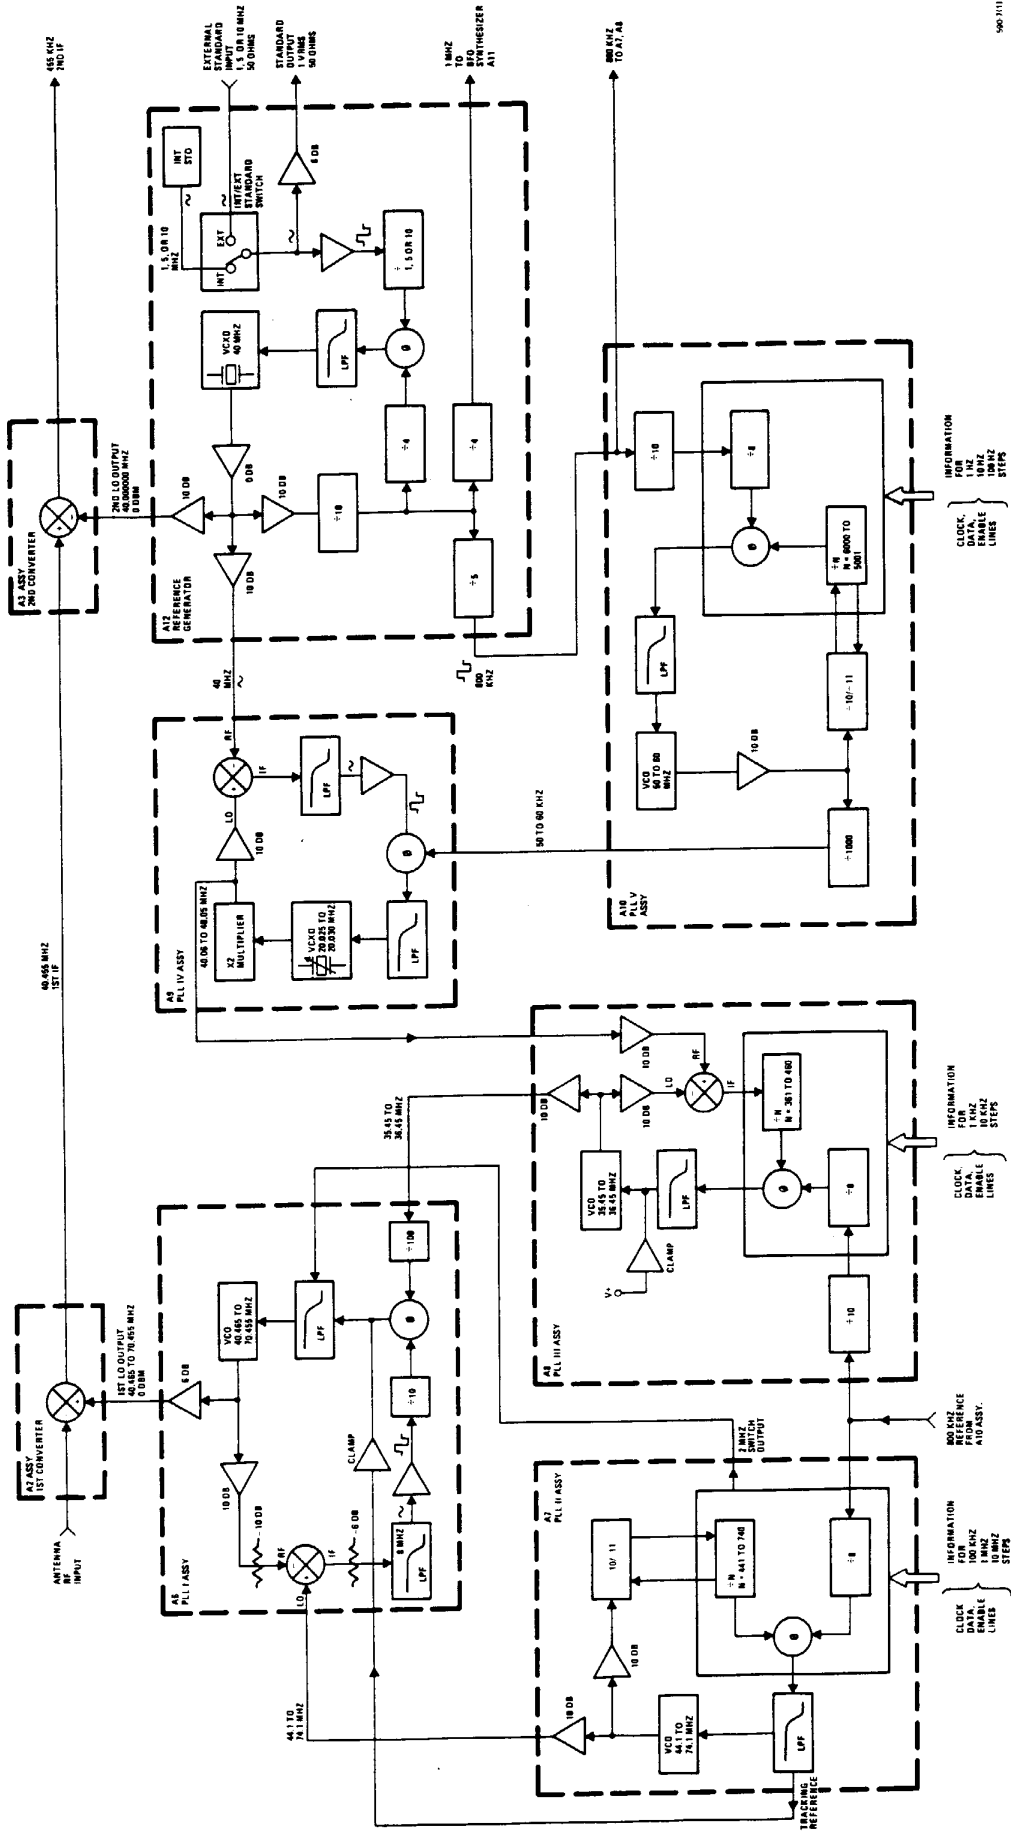 ANTENNA
RF
INPUT
A2 ASSY
1ST CONVERTER
1ST LO OUTPUT
40.465 TO 70.455 MHZ
0 DBM
40.455 MHZ
1ST IF
A3 ASSY
2ND CONVERTER
2ND LO OUTPUT
40.000000 MHZ
0 DBM
455 KHZ
2ND IF
A6
PLL I ASSY
6 DB
VCO
40.465 TO
70.455 MHZ
10 DB
-10 DB
RF
LO
IF
-6 DB
8 MHZ
LPF
CLAMP
LPF
÷10
÷100
Ø
35.45 TO
36.45 MHZ
44.1 TO
74.1 MHZ
A9
PLL IV ASSY
40.06 TO 40.05 MHZ
X2
MULTIPLIER
10 DB
LO
RF
IF
LPF
VCXO
20.025 TO
20.030 MHZ
LPF
Ø
40
MHZ
50 TO 60 KHZ
A12
REFERENCE
GENERATOR
10 DB
10 DB
0 DB
10 DB
VCXO
40 MHZ
LPF
÷10
÷4
÷4
÷5
Ø
÷
1, 5 OR 10
1, 5, OR 10
MHZ
INT
STD
INT
EXT
INT/EXT
STANDARD
SWITCH
6 DB
EXTERNAL
STANDARD
INPUT
1, 5 OR 10 MHZ
50 OHMS
STANDARD
OUTPUT
1 VRMS
50 OHMS
1 MHZ
TO
BFO
SYNTHESIZER
A11
800
KHZ
800 KHZ
TO A7, A8
A7
PLL II ASSY
18 DB
VCO
44.1 TO
74.1 MHZ
10 DB
10/ 11
÷N
N = 441 TO 740
÷8
Ø
LPF
TRACKING
REFERENCE
2 MHZ
SWITCH
OUTPUT
CLOCK
DATA,
ENABLE
LINES
INFORMATION
FOR
100 KHZ
1 MHZ
10 MHZ
STEPS
800 KHZ
REFERENCE
FROM
A10 ASSY.
A8
PLL III ASSY
10 DB
10 DB
10 DB
VCO
35.45 TO
36.45 MHZ
LO
RF
IF
V+
CLAMP
LPF
÷N
N = 361 TO 460
Ø
÷8
÷10
CLOCK,
DATA,
ENABLE
LINES
INFORMATION
FOR
1 KHZ
10 KHZ
STEPS
A10
PLL V
ASSY
VCO
50 TO 60
MHZ
LPF
10 DB
÷1000
÷10/-11
÷N
N = 6000 TO
5001
Ø
÷8
÷10
CLOCK,
DATA,
ENABLE
LINES
INFORMATION
FOR
1 HZ
10 HZ
100 HZ
STEPS